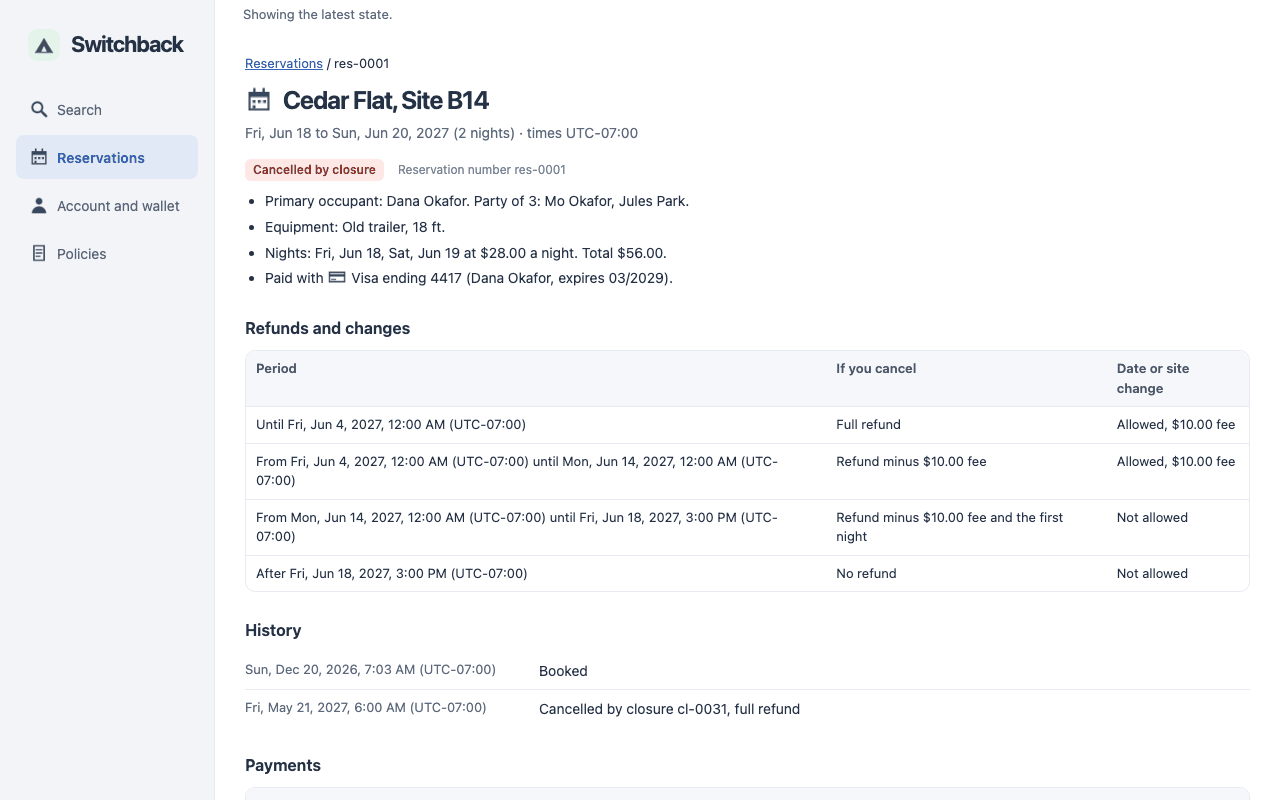 Switchback
Search
Reservations
Account and wallet
Policies
Showing the latest state.
Reservations / res-0001
Cedar Flat, Site B14
Fri, Jun 18 to Sun, Jun 20, 2027 (2 nights) · times UTC-07:00
Cancelled by closure Reservation number res-0001
• Primary occupant: Dana Okafor. Party of 3: Mo Okafor, Jules Park.
• Equipment: Old trailer, 18 ft.
• Nights: Fri, Jun 18, Sat, Jun 19 at $28.00 a night. Total $56.00.
• Paid with Visa ending 4417 (Dana Okafor, expires 03/2029).
Refunds and changes
Period If you cancel Date or site
change
Until Fri, Jun 4, 2027, 12:00 AM (UTC-07:00) Full refund Allowed, $10.00 fee
From Fri, Jun 4, 2027, 12:00 AM (UTC-07:00) until Mon, Jun 14, 2027, 12:00 AM (UTC- Refund minus $10.00 fee Allowed, $10.00 fee
07:00)
From Mon, Jun 14, 2027, 12:00 AM (UTC-07:00) until Fri, Jun 18, 2027, 3:00 PM (UTC- Refund minus $10.00 fee and the first Not allowed
07:00) night
After Fri, Jun 18, 2027, 3:00 PM (UTC-07:00) No refund Not allowed
History
Sun, Dec 20, 2026, 7:03 AM (UTC-07:00) Booked
Fri, May 21, 2027, 6:00 AM (UTC-07:00) Cancelled by closure cl-0031, full refund
Payments